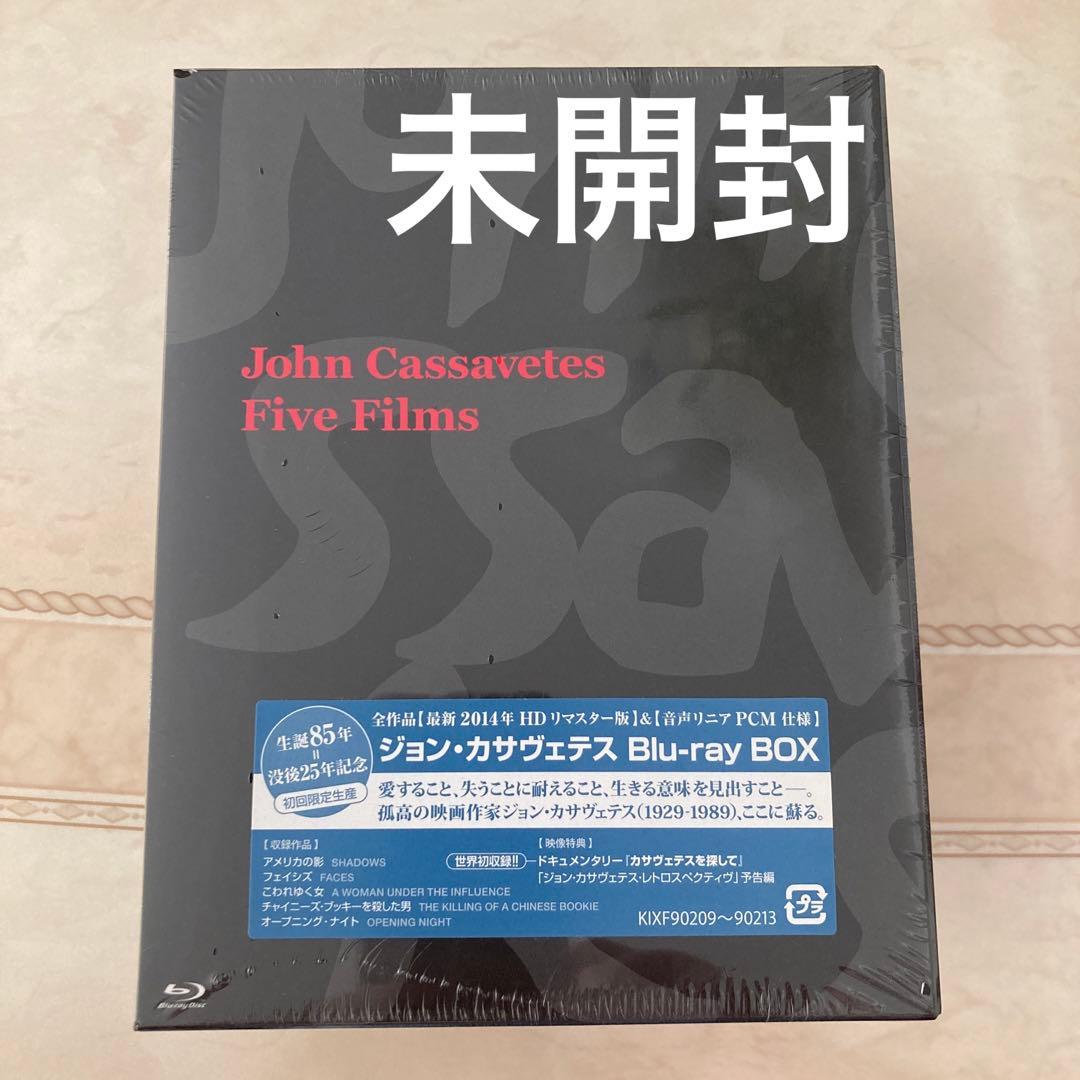 未開封
John Cassavetes
Five Films
生誕85年
=
没後25年記念
初回限定生産
全作品【最新2014年 HDリマスター版】&【音声リニアPCM仕様】
ジョン・カサヴェテス Blu-ray BOX
愛すること、失うことに耐えること、生きる意味を見出すこと―。
孤高の映画作家ジョン・カサヴェテス(1929-1989)、ここに蘇る。
【収録作品】
アメリカの影 SHADOWS
フェイシズ FACES
こわれゆく女 A WOMAN UNDER THE INFLUENCE
チャイニーズ・ブッキーを殺した男 THE KILLING OF A CHINESE BOOKIE
オープニング・ナイト OPENING NIGHT
【映像特典】
世界初収録!! ドキュメンタリー『カサヴェテスを探して』
「ジョン・カサヴェテス・レトロスペクティヴ」予告編
KIXF90209〜90213
プラ
Blu-ray Disc